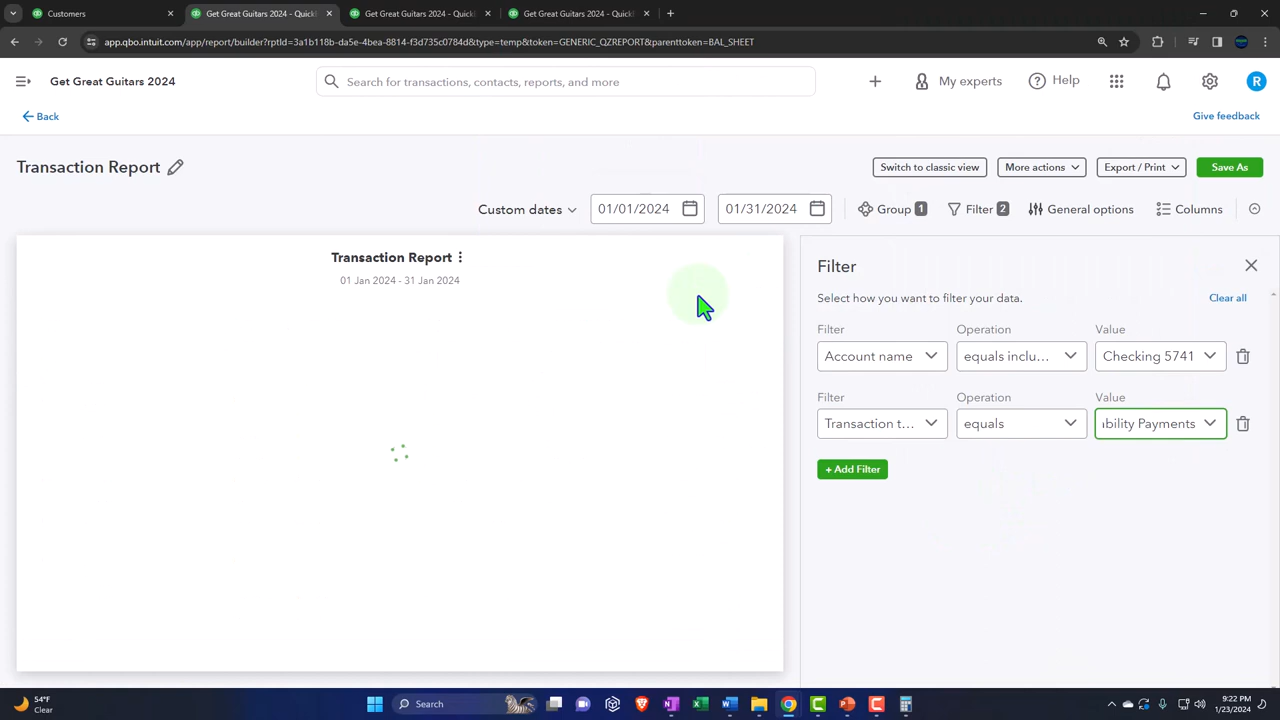 Customers
Get Great Guitars 2024 - Quickl
Get Great Guitars 2024 - Quickl
Get Great Guitars 2024 - Quickl
app.qbo.intuit.com/app/report/builder?rptId=3a1b118b-da5e-4bea-8814-f3d735c0784d&type=temp&token=GENERIC_QZREPORT&parenttoken=BAL_SHEET
Get Great Guitars 2024
Search for transactions, contacts, reports, and more
My experts
Help
R
Back
Give feedback
Transaction Report
Switch to classic view
More actions
Export / Print
Save As
Custom dates
01/01/2024
01/31/2024
Group 1
Filter 2
General options
Columns
Transaction Report
01 Jan 2024 - 31 Jan 2024
Filter
Select how you want to filter your data.
Clear all
Filter Operation Value
Account name equals inclu... Checking 5741
Filter Operation Value
Transaction t... equals ability Payments
+ Add Filter
54°F
Clear
Search
9:22 PM
1/23/2024